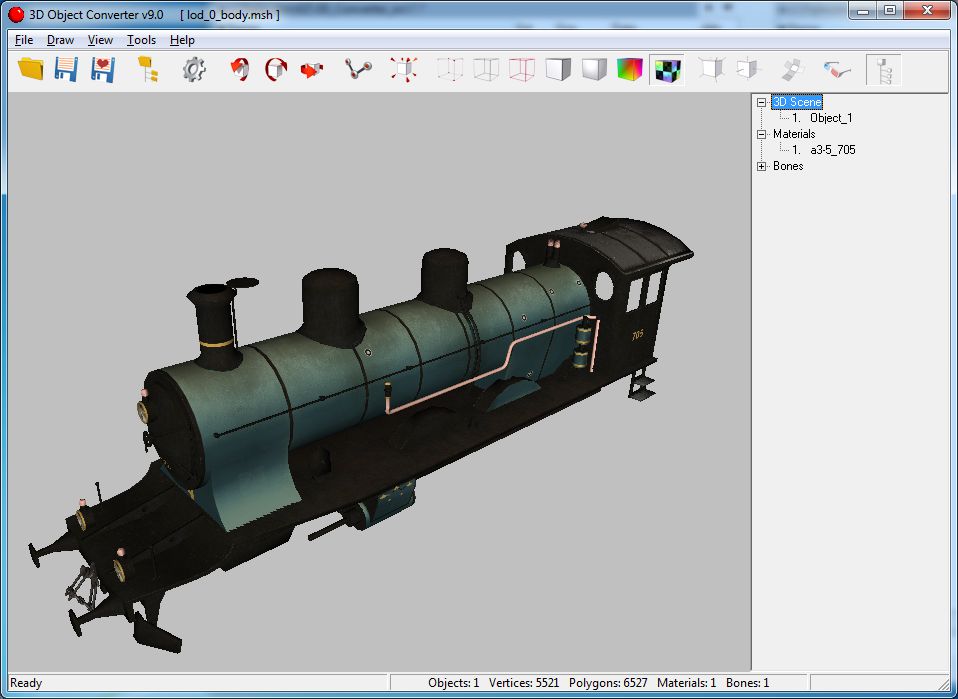 3D Object Converter v9.0 [ lod_0_body.msh ]
File Draw View Tools Help
3D Scene
1. Object_1
Materials
1. a3-5_705
Bones
705
Ready Objects: 1 Vertices: 5521 Polygons: 6527 Materials: 1 Bones: 1